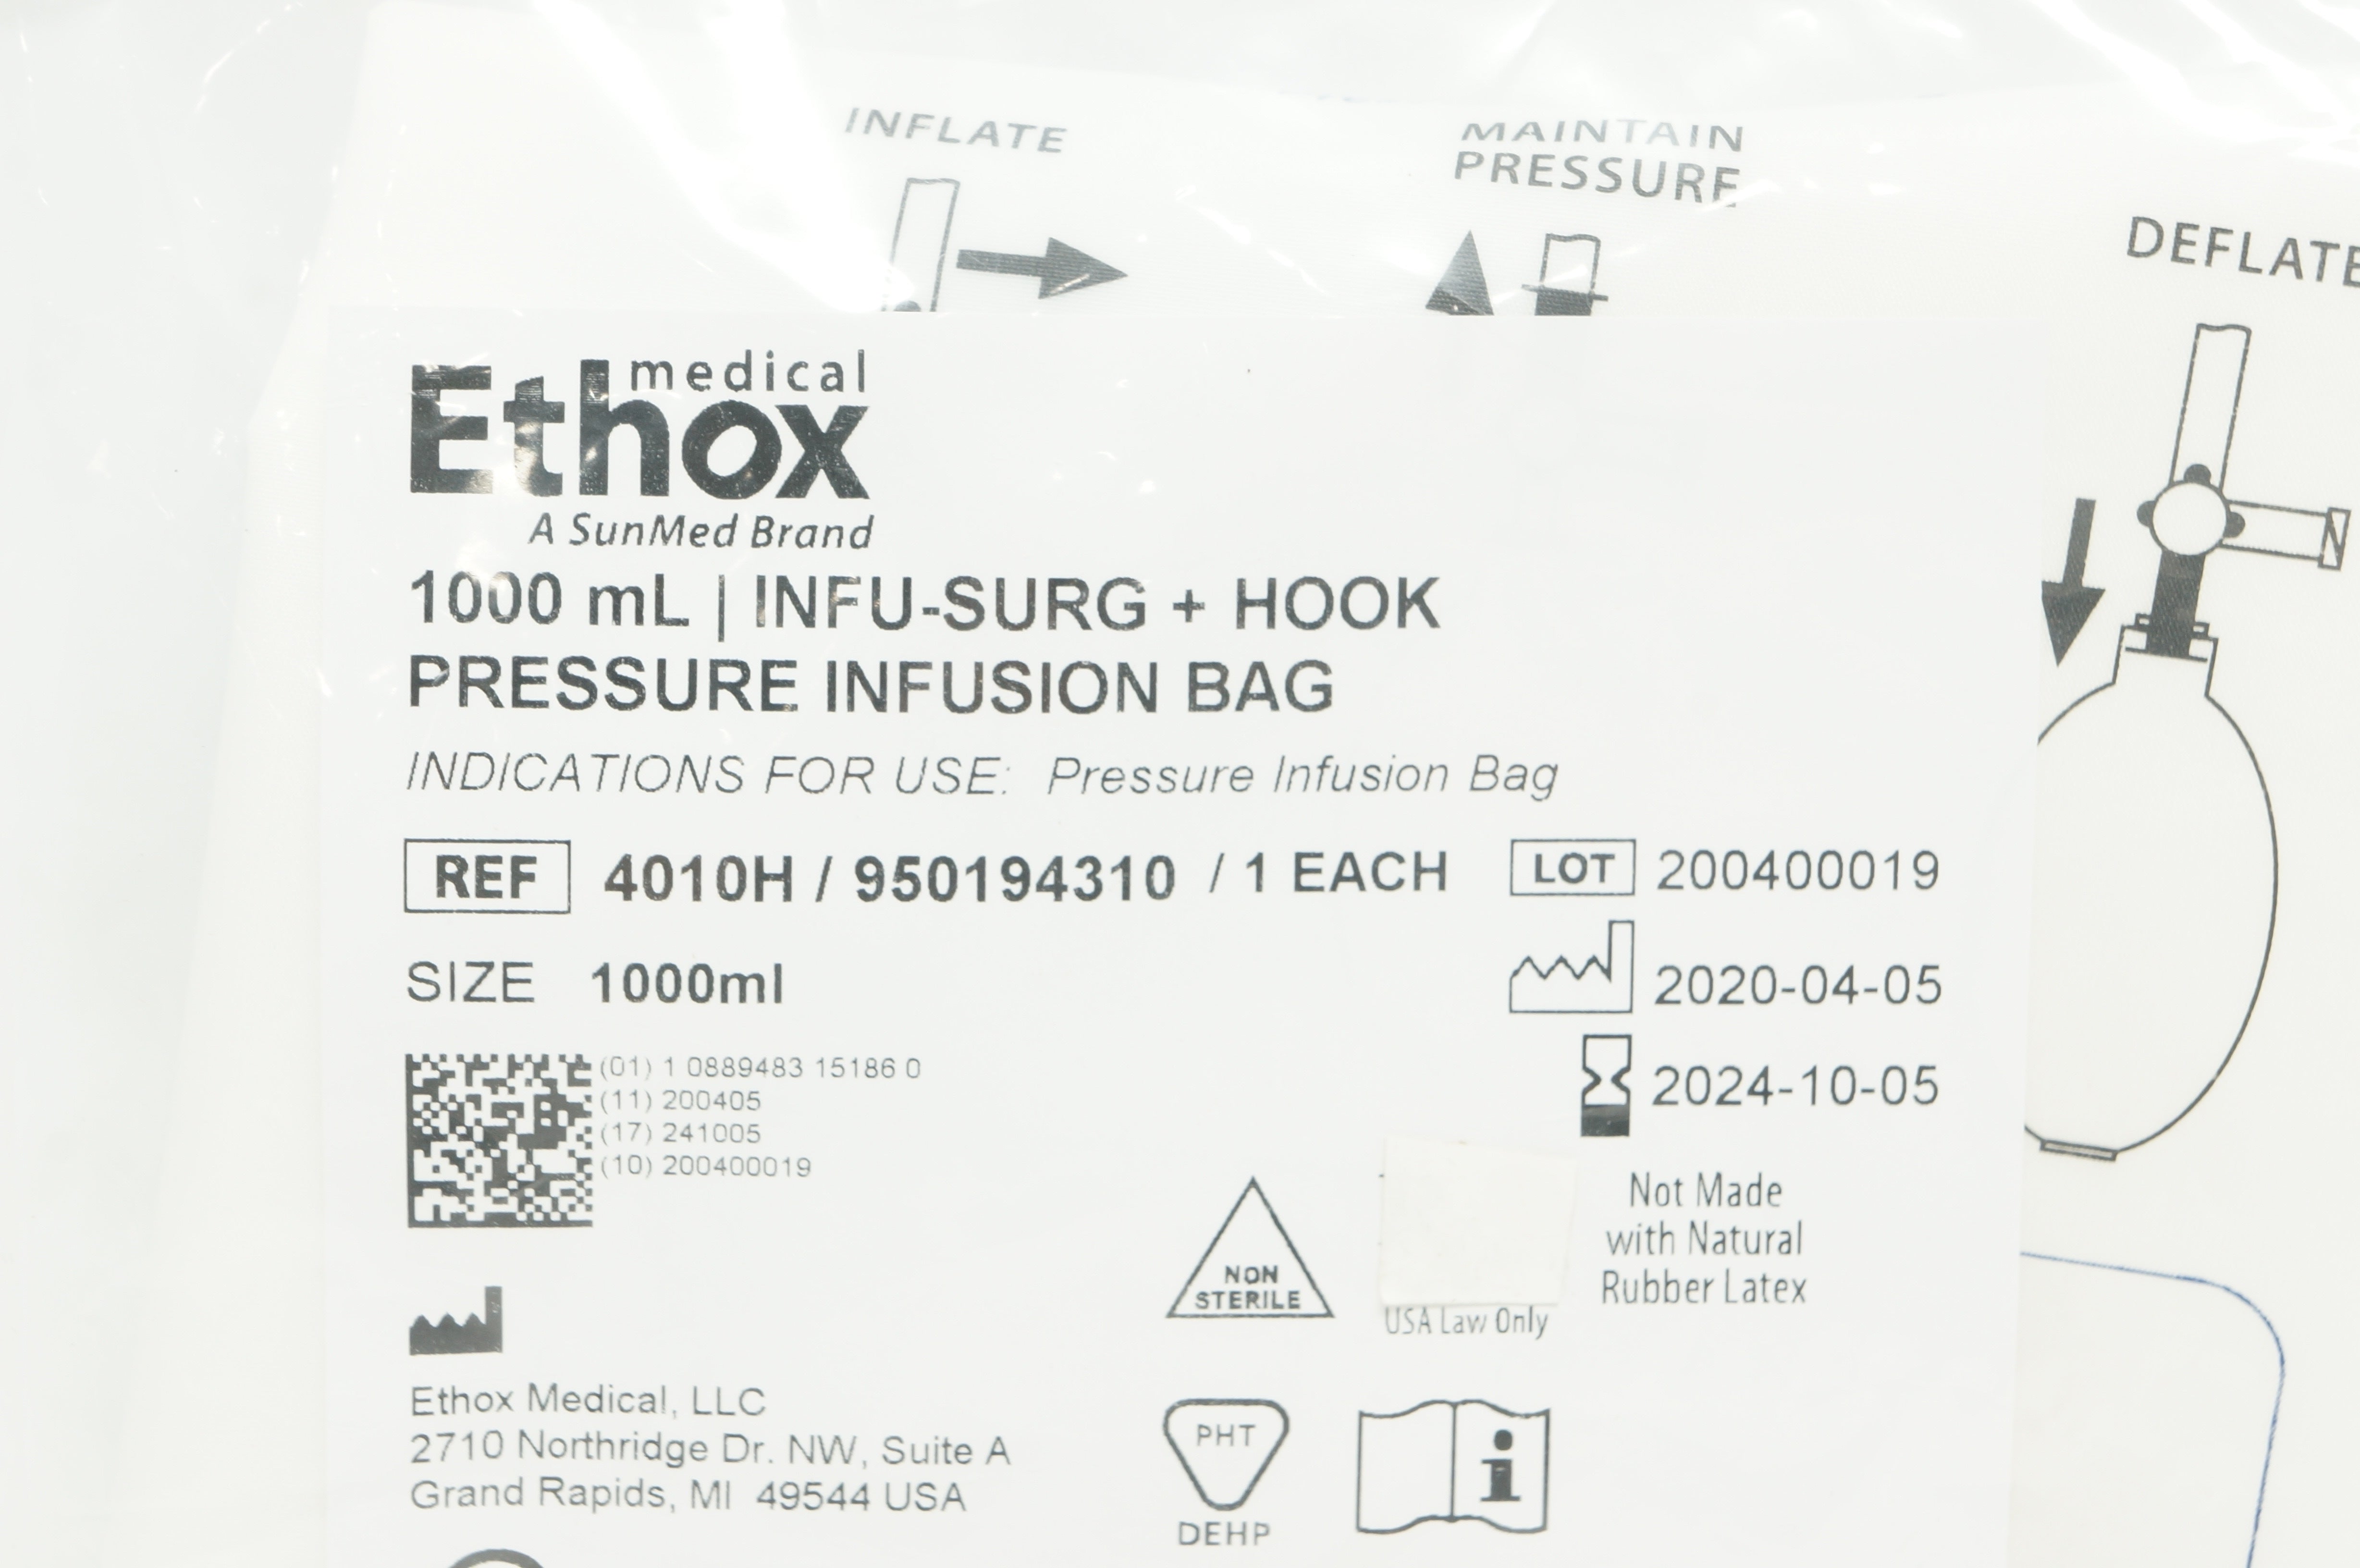 INFLATE
MAINTAIN
PRESSURE
DEFLATE
medical
Ethox
A SunMed Brand
1000 mL | INFU-SURG + HOOK
PRESSURE INFUSION BAG
INDICATIONS FOR USE: Pressure Infusion Bag
REF 4010H / 950194310 / 1 EACH
LOT 200400019
SIZE 1000ml
2020-04-05
2024-10-05
(01) 1 0889483 15186 0
(11) 200405
(17) 241005
(10) 200400019
NON
STERILE
USA Law Only
Not Made
with Natural
Rubber Latex
Ethox Medical, LLC
2710 Northridge Dr. NW, Suite A
Grand Rapids, MI 49544 USA
PHT
DEHP